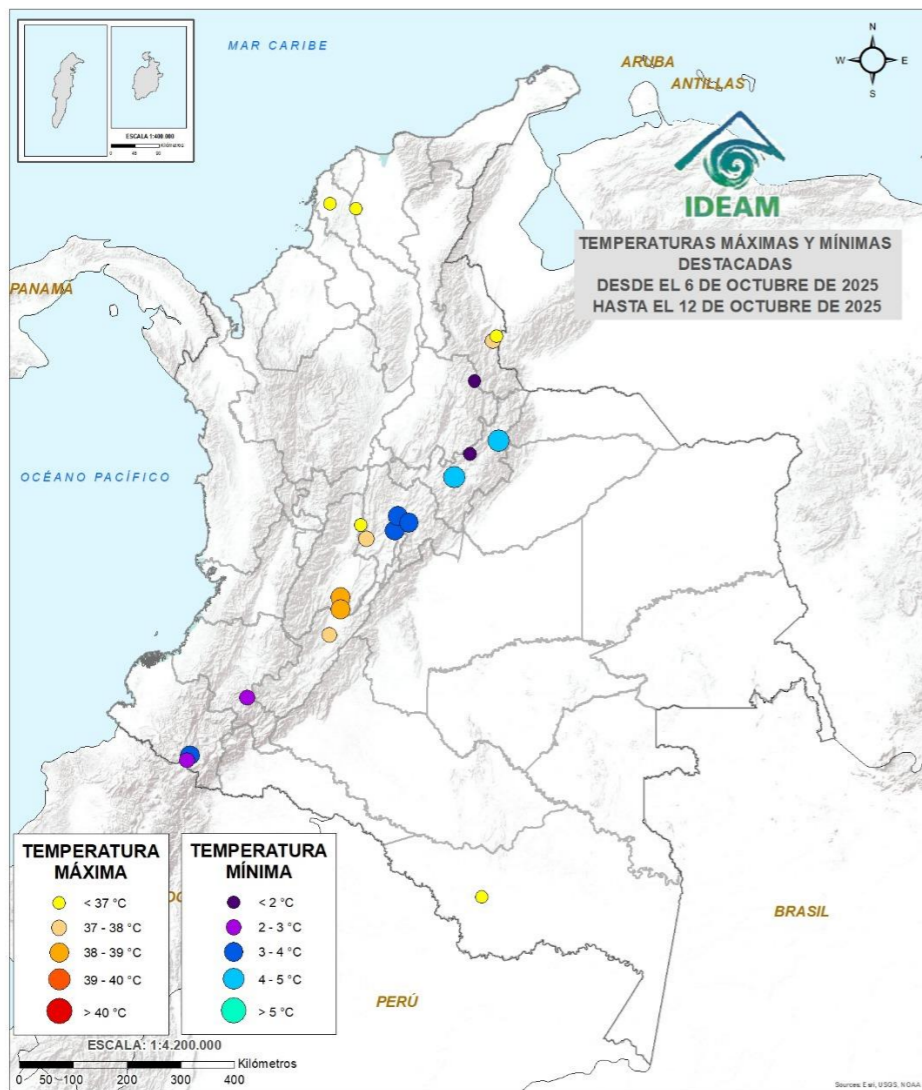 MAR CARIBE
ARUBA
ANTILLAS
N
W
E
S
ESCALA 1:400.000
Kilómetros
IDEAM
TEMPERATURAS MÁXIMAS Y MÍNIMAS
DESTACADAS
DESDE EL 6 DE OCTUBRE DE 2025
HASTA EL 12 DE OCTUBRE DE 2025
PANAMÁ
OCÉANO PACÍFICO
BRASIL
PERÚ
TEMPERATURA
MÁXIMA
< 37 °C
37 - 38 °C
38 - 39 °C
39 - 40 °C
> 40 °C
TEMPERATURA
MÍNIMA
< 2 °C
2 - 3 °C
3 - 4 °C
4 - 5 °C
> 5 °C
ESCALA: 1:4.200.000
Kilómetros
0 50 100 200 300 400
Sources: Esri, USGS, NOAA